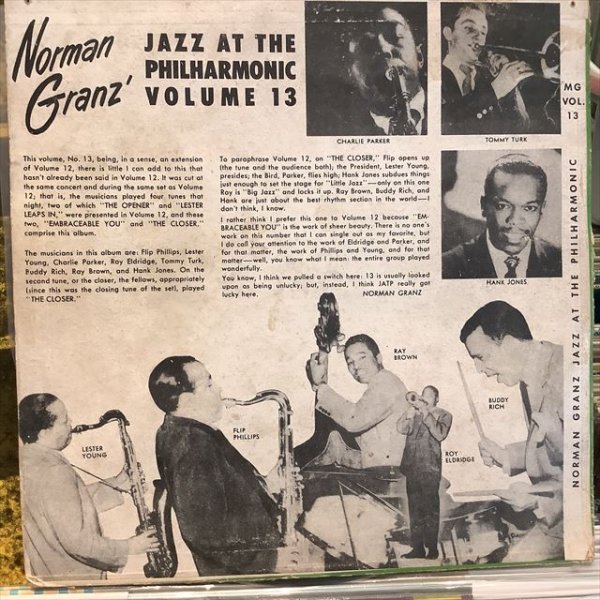 Norman Granz'
JAZZ AT THE
PHILHARMONIC
VOLUME 13
CHARLIE PARKER
TOMMY TURK
MG
VOL.
13
This volume, No. 13, being, in a sense, an extension
of Volume 12, there is little I can add to this that
hasn't already been said in Volume 12. It was cut at
the same concert and during the same set as Volume
12; that is, the musicians played four tunes that
night, two of which "THE OPENER" and "LESTER
LEAPS IN," were presented in Volume 12, and these
two, "EMBRACEABLE YOU" and "THE CLOSER,"
comprise this album.
The musicians in this album are: Flip Phillips, Lester
Young, Charlie Parker, Roy Eldridge, Tommy Turk,
Buddy Rich, Ray Brown, and Hank Jones. On the
second tune, or the closer, the fellows, appropriately
(since this was the closing tune of the set), played
"THE CLOSER."
To paraphrase Volume 12, on "THE CLOSER," Flip opens up
(the tune and the audience both); the President, Lester Young,
presides; the Bird, Parker, flies high; Hank Jones subdues things
just enough to set the stage for "Little Jazz"—only on this one
Roy is "Big Jazz" and locks it up. Ray Brown, Buddy Rich, and
Hank are just about the best rhythm section in the world—I
don't think, I know.
I rather think I prefer this one to Volume 12 because "EM-
BRACEABLE YOU" is the work of sheer beauty. There is no one's
work on this number that I can single out as my favorite, but
I do call your attention to the work of Eldridge and Parker, and
for that matter, the work of Phillips and Young, and for that
matter—well, you know what I mean: the entire group played
wonderfully.
You know, I think we pulled a switch here: 13 is usually looked
upon as being unlucky; but, instead, I think JATP really got
lucky here.
NORMAN GRANZ
HANK JONES
NORMAN GRANZ JAZZ AT THE PHILHARMONIC
LESTER
YOUNG
FLIP
PHILLIPS
RAY
BROWN
ROY
ELDRIDGE
BUDDY
RICH